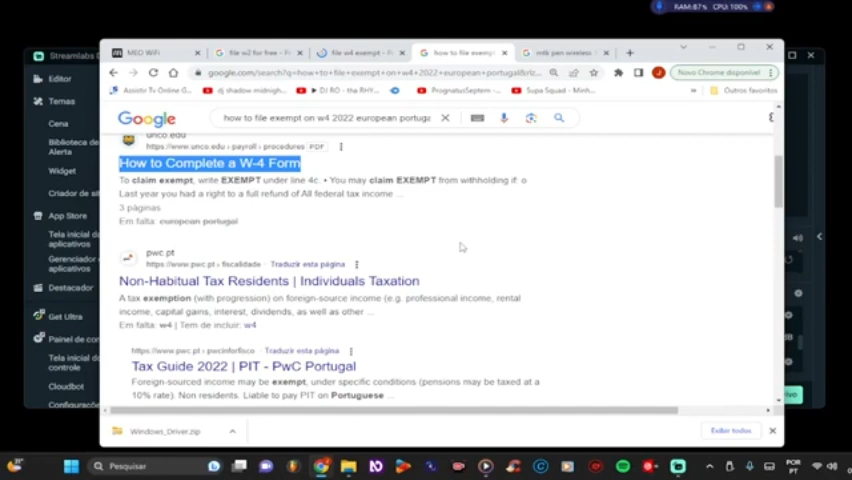 RAM:87% CPU: 100%
Streamlabs
MEO WiFi
file w2 for free
file w4 exempt
how to file exemp
mtk pen wireless
google.com/search?q=how+to+file+exempt+on+w4+2022+european+portugal&rlz
Novo Chrome disponível
Assistir Tv Online G...
dj shadow midnigh...
DJ RO - tha RHY...
PrognatusSeptem -...
Supa Squad - Minh...
Outros favoritos
Google
how to file exempt on w4 2022 european portuga
Editor
Temas
Cena
Biblioteca de
Alerta
Widget
Criador de si
App Store
Tela inicial da
aplicativos
Gerenciador
aplicativos
Destacador
Get Ultra
Painel de con
Tela inicial do
controle
Cloudbot
Configurações
unco.edu
https://www.unco.edu › payroll › procedures PDF
How to Complete a W-4 Form
To claim exempt, write EXEMPT under line 4c. • You may claim EXEMPT from withholding if: o
Last year you had a right to a full refund of All federal tax income ...
3 páginas
Em falta: european portugal
pwc.pt
https://www.pwc.pt › fiscalidade Traduzir esta página
Non-Habitual Tax Residents | Individuals Taxation
A tax exemption (with progression) on foreign-source income (e.g. professional income, rental
income, capital gains, interest, dividends, as well as other ...
Em falta: w4 | Tem de incluir: w4
https://www.pwc.pt › pwcinforfisco Traduzir esta página
Tax Guide 2022 | PIT - PwC Portugal
Foreign-sourced income may be exempt, under specific conditions (pensions may be taxed at a
10% rate). Non residents. Liable to pay PIT on Portuguese ...
Windows_Driver.zip
Exibir todos
Pesquisar
POR
PT